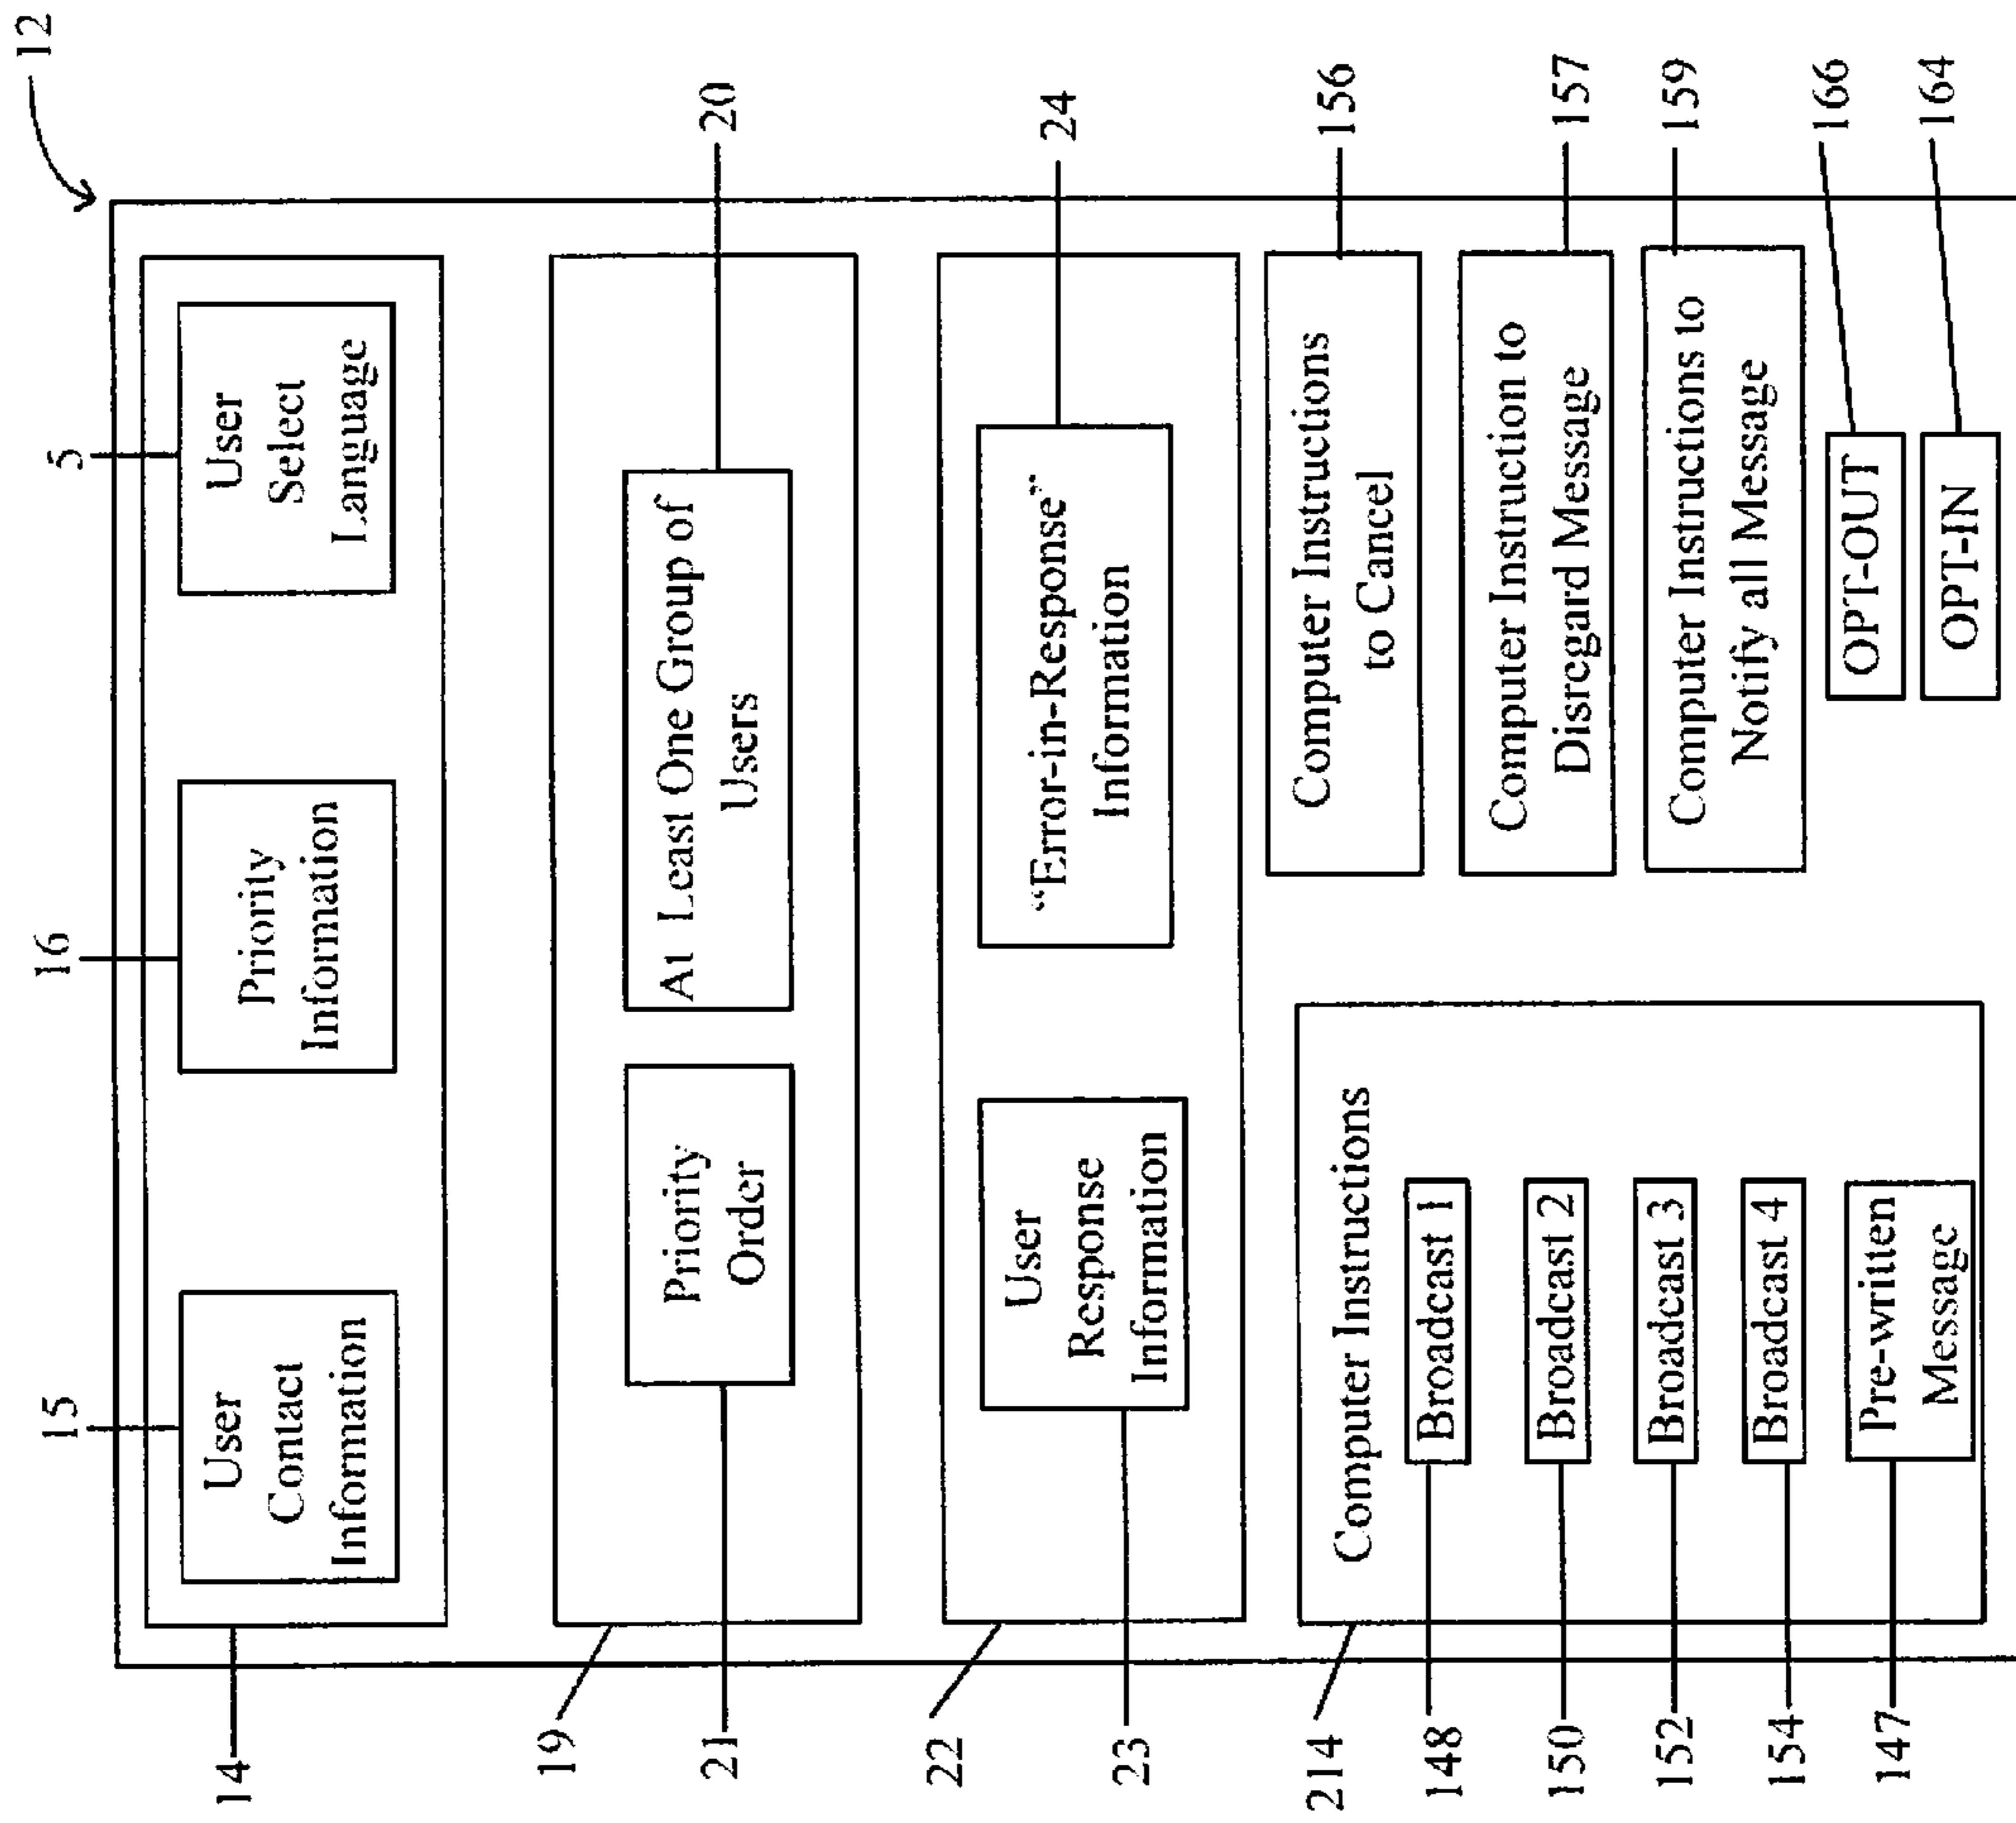 12
5
16
15
User
Select
Language
Priority
Information
User
Contact
Information
14
20
At Least One Group of
Users
Priority
Order
19
21
24
"Error-in-Response"
Information
User
Response
Information
22
23
Computer Instructions
to Cancel
156
Computer Instruction to
Disregard Message
157
Computer Instructions to
Notify all Message
159
OPT-OUT
166
OPT-IN
164
Computer Instructions
Broadcast 1
Broadcast 2
Broadcast 3
Broadcast 4
Pre-written
Message
214
148
150
152
154
147